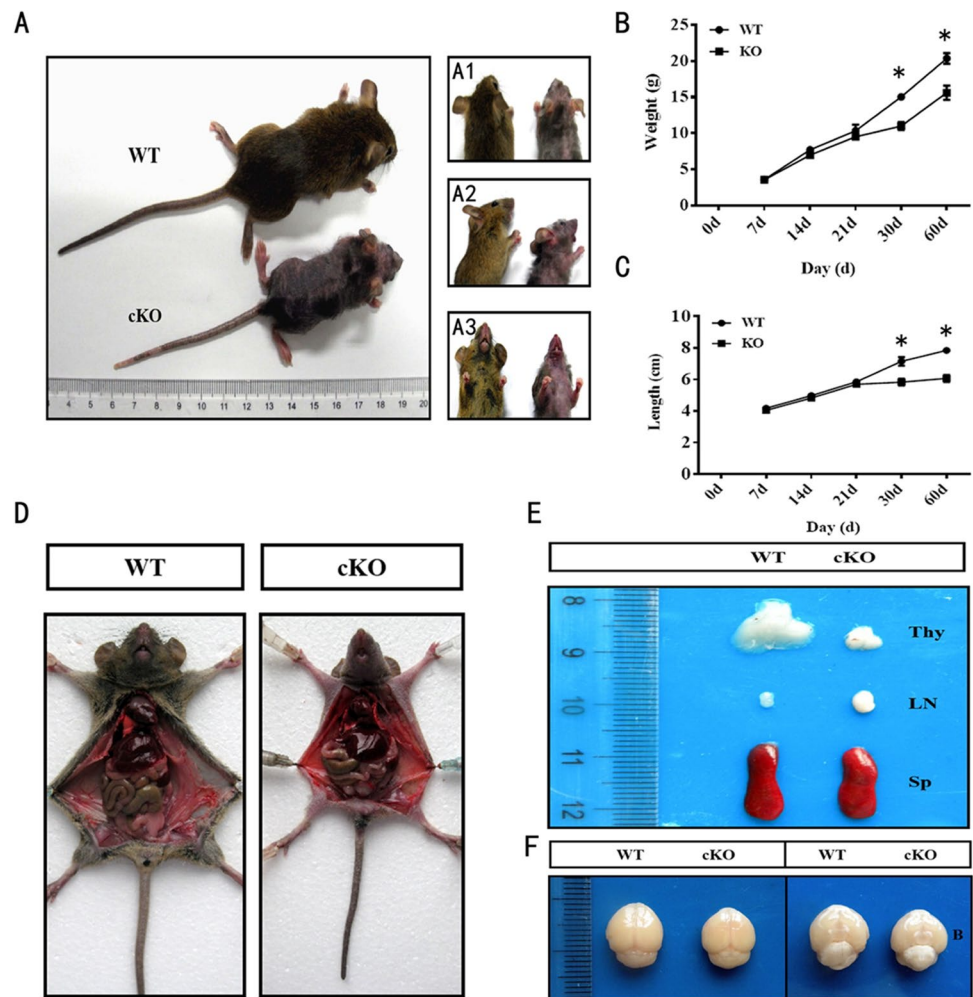 A
WT
cKO
4 5 6 7 8 9 10 11 12 13 14 15 16 17 18 19 20
A1
A2
A3
B
WT
KO
*
*
25
20
15
10
5
0
Weight (g)
0d 7d 14d 21d 30d 60d
Day (d)
C
WT
KO
*
*
10
8
6
4
2
0
Length (cm)
0d 7d 14d 21d 30d 60d
Day (d)
D
WT cKO
E
WT cKO
8
9
10
11
12
Thy
LN
Sp
F
WT cKO WT cKO
B